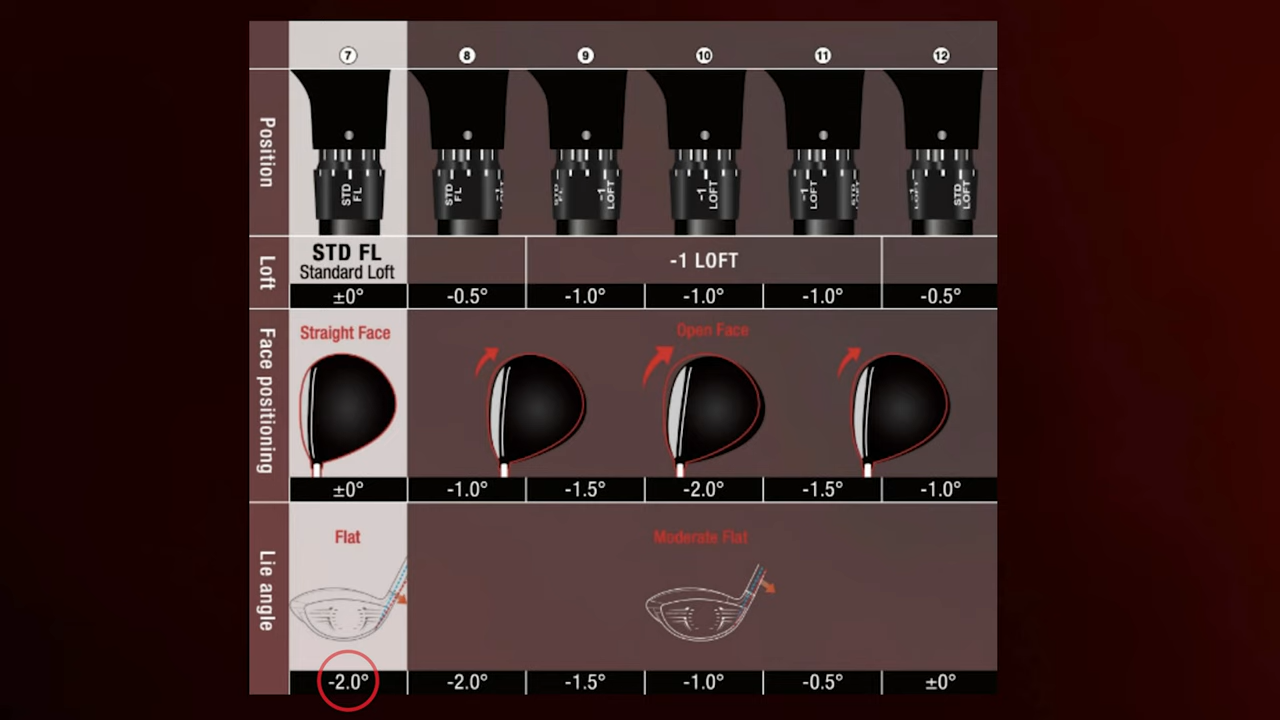 7 8 9 10 11 12
Position
STD FL
STD FL
STD FL -1 LOFT
-1 LOFT
-1 LOFT STD
STD LOFT
Loft
STD FL
Standard Loft
-1 LOFT
±0° -0.5° -1.0° -1.0° -1.0° -0.5°
Face positioning
Straight Face
Open Face
±0° -1.0° -1.5° -2.0° -1.5° -1.0°
Lie angle
Flat
Moderate Flat
-2.0° -2.0° -1.5° -1.0° -0.5° ±0°